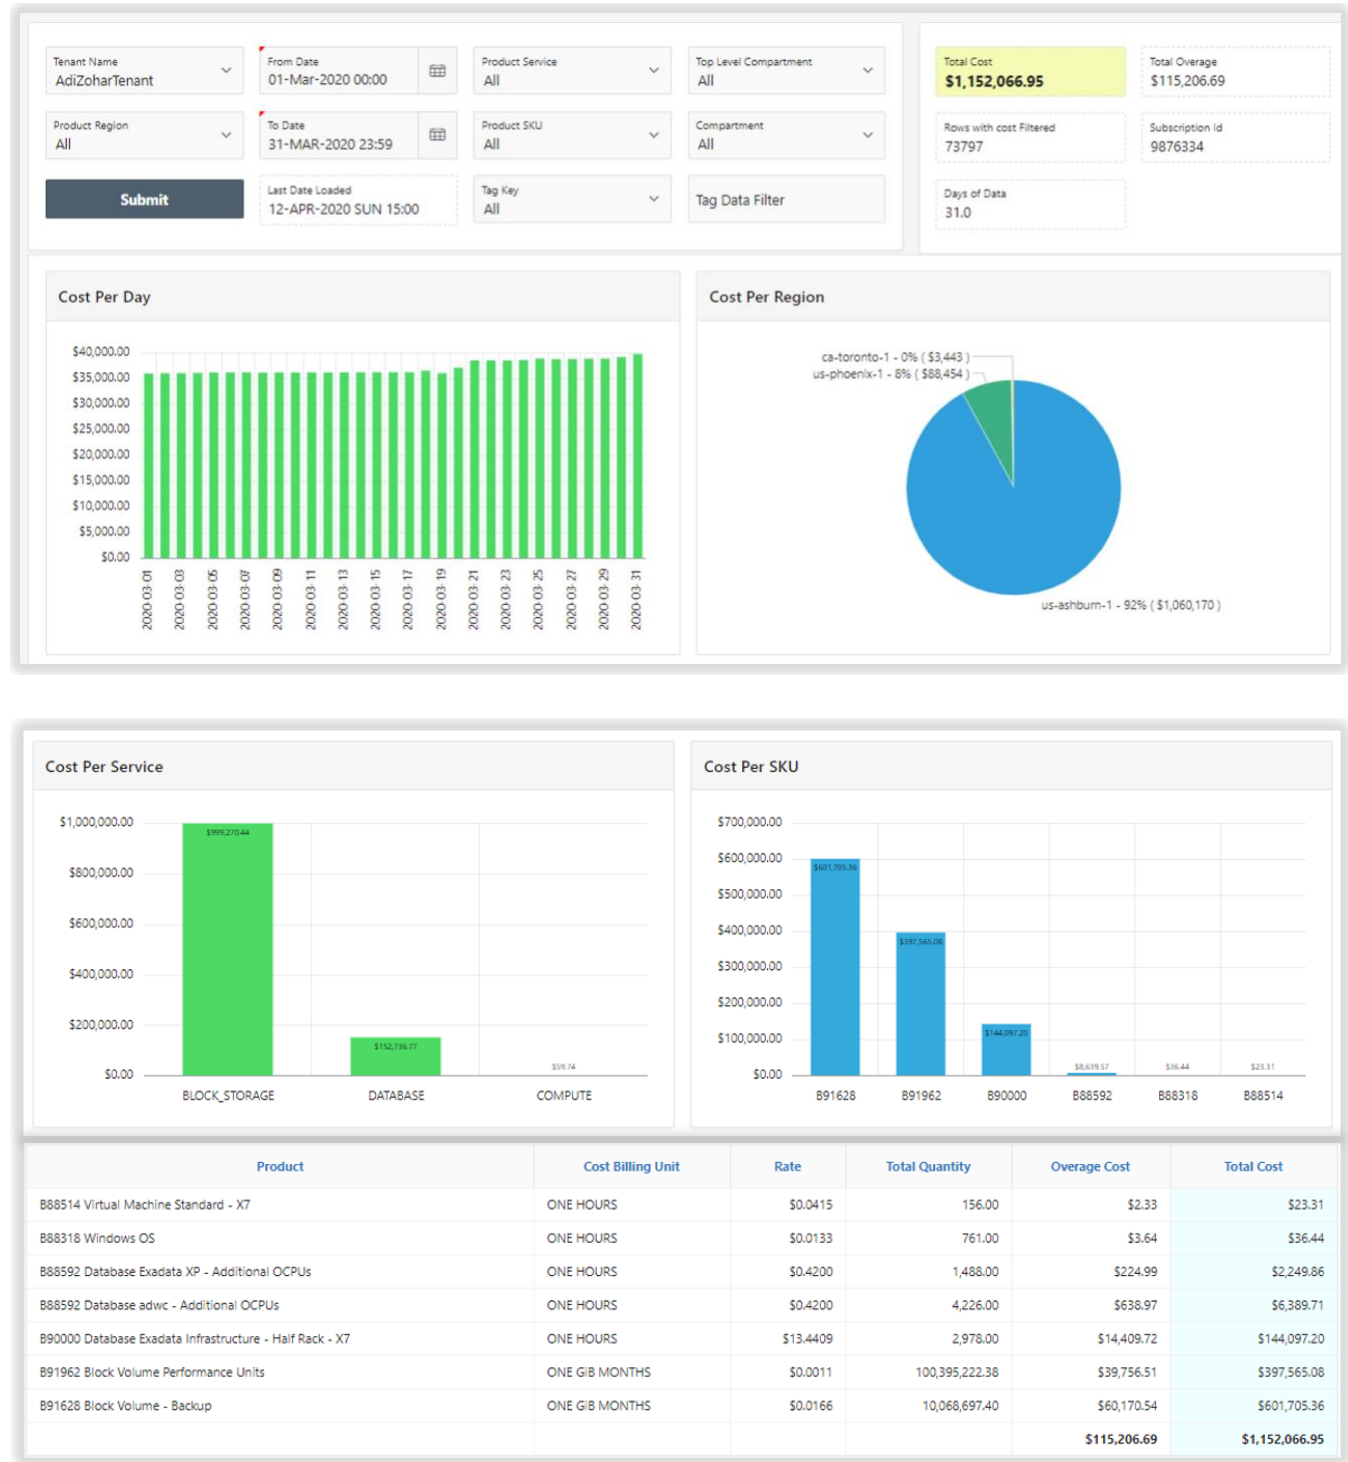 Tenant Name
AdiZoharTenant
From Date
01-Mar-2020 00:00
Product Service
All
Top Level Compartment
All
Product Region
All
To Date
31-MAR-2020 23:59
Product SKU
All
Compartment
All
Submit
Last Date Loaded
12-APR-2020 SUN 15:00
Tag Key
All
Tag Data Filter
Total Cost
$1,152,066.95
Total Overage
$115,206.69
Rows with cost Filtered
73797
Subscription Id
9876334
Days of Data
31.0
Cost Per Day
$40,000.00
$35,000.00
$30,000.00
$25,000.00
$20,000.00
$15,000.00
$10,000.00
$5,000.00
$0.00
2020-03-01
2020-03-03
2020-03-05
2020-03-07
2020-03-09
2020-03-11
2020-03-13
2020-03-15
2020-03-17
2020-03-19
2020-03-21
2020-03-23
2020-03-25
2020-03-27
2020-03-29
2020-03-31
Cost Per Region
ca-toronto-1 - 0% ( $3,443 )
us-phoenix-1 - 8% ( $88,454 )
us-ashburn-1 - 92% ( $1,060,170 )
Cost Per Service
$1,000,000.00
$800,000.00
$600,000.00
$400,000.00
$200,000.00
$0.00
$999,270.44
$152,736.77
$59.74
BLOCK_STORAGE DATABASE COMPUTE
Cost Per SKU
$700,000.00
$600,000.00
$500,000.00
$400,000.00
$300,000.00
$200,000.00
$100,000.00
$0.00
$601,705.36
$397,565.08
$144,097.20
$8,639.57
$36.44
$23.31
B91628 B91962 B90000 B88592 B88318 B88514
Product Cost Billing Unit Rate Total Quantity Overage Cost Total Cost
B88514 Virtual Machine Standard - X7 ONE HOURS $0.0415 156.00 $2.33 $23.31
B88318 Windows OS ONE HOURS $0.0133 761.00 $3.64 $36.44
B88592 Database Exadata XP - Additional OCPUs ONE HOURS $0.4200 1,488.00 $224.99 $2,249.86
B88592 Database adwc - Additional OCPUs ONE HOURS $0.4200 4,226.00 $638.97 $6,389.71
B90000 Database Exadata Infrastructure - Half Rack - X7 ONE HOURS $13.4409 2,978.00 $14,409.72 $144,097.20
B91962 Block Volume Performance Units ONE GiB MONTHS $0.0011 100,395,222.38 $39,756.51 $397,565.08
B91628 Block Volume - Backup ONE GiB MONTHS $0.0166 10,068,697.40 $60,170.54 $601,705.36
$115,206.69 $1,152,066.95